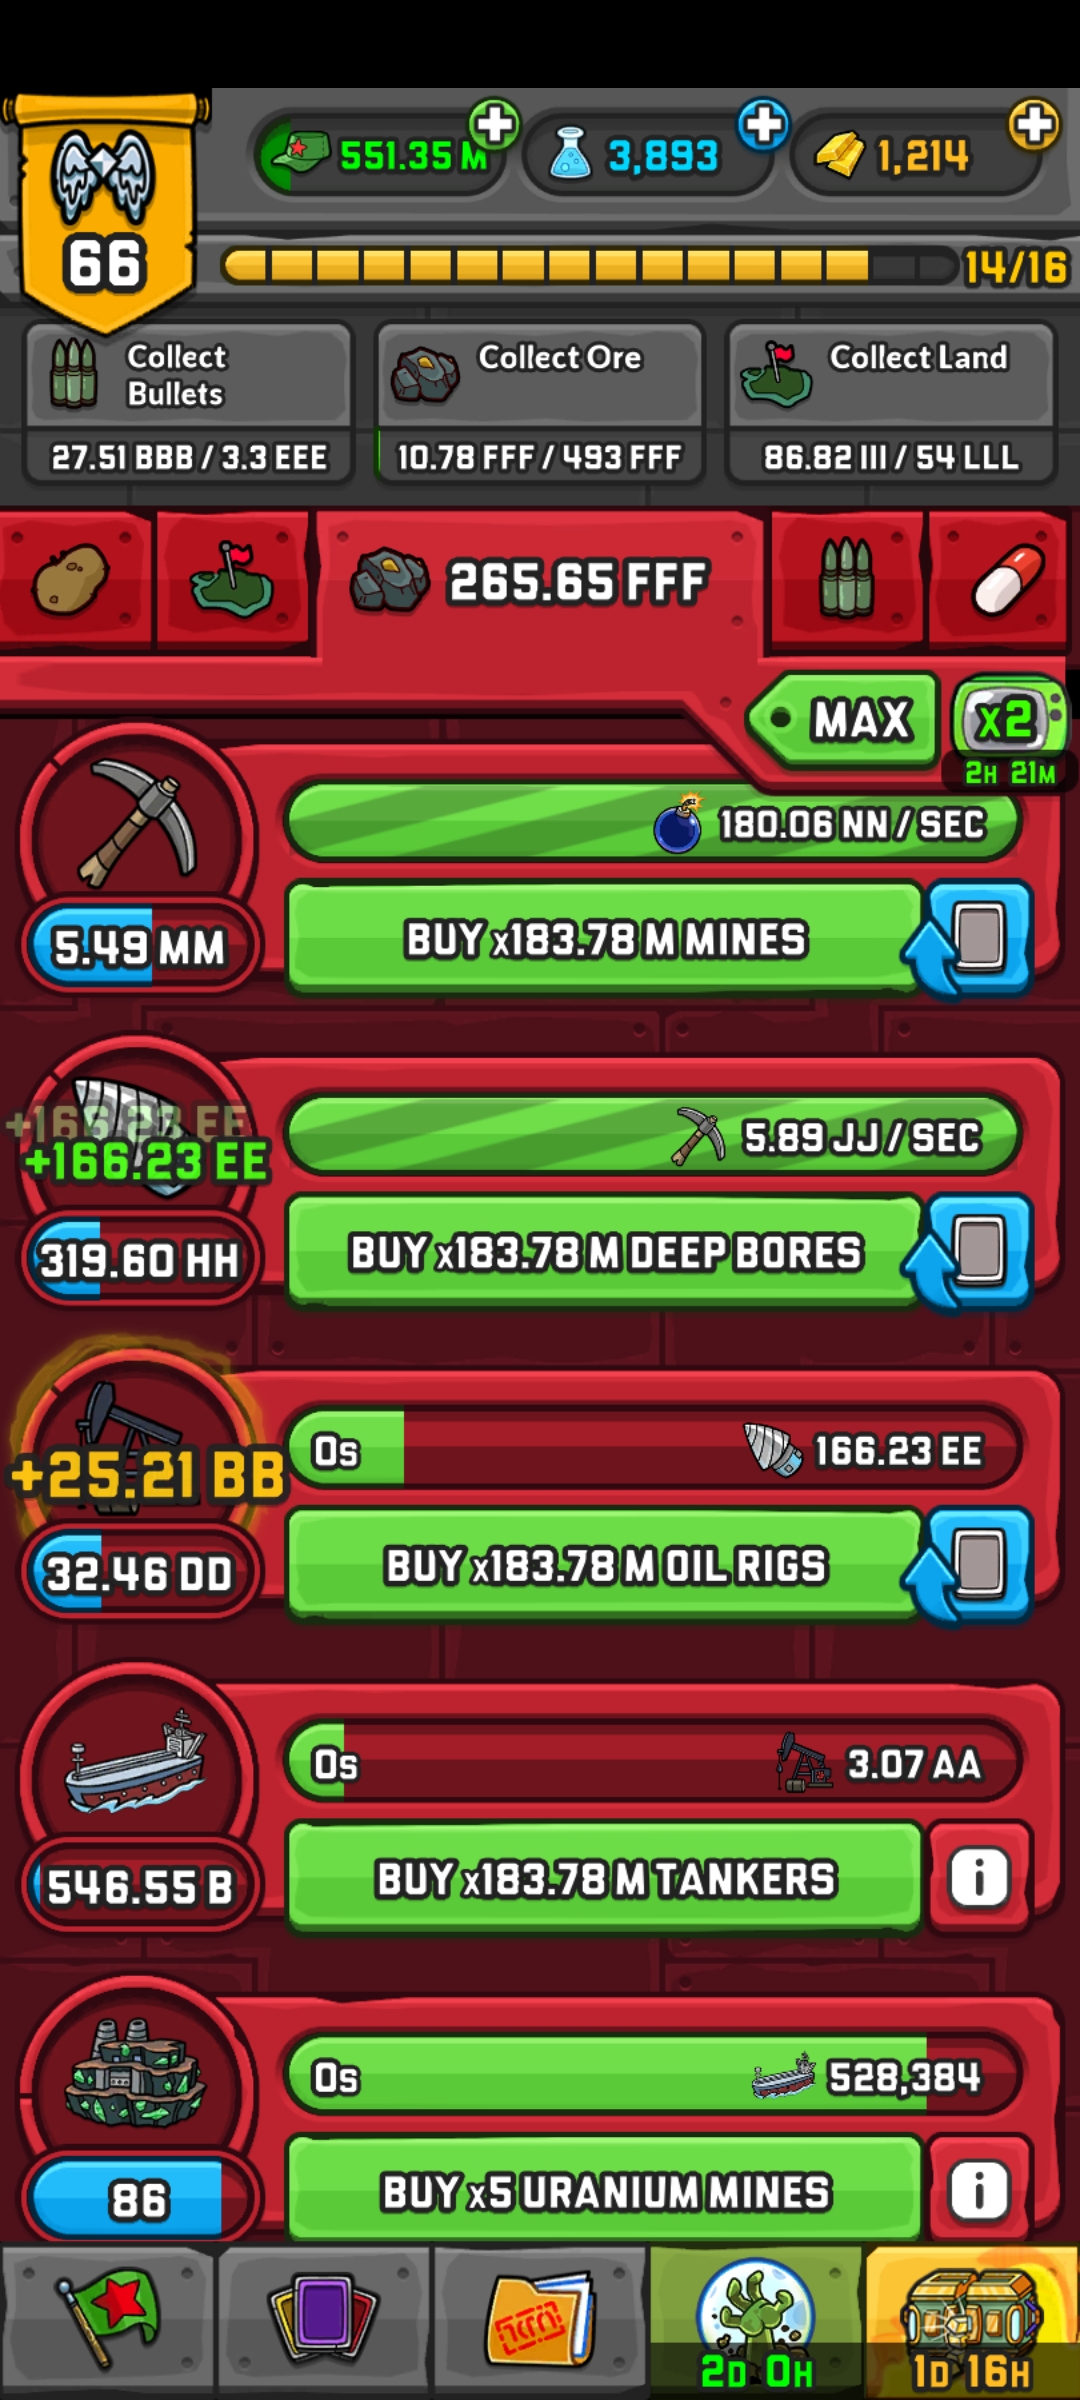 551.35 M
3,893
1,214
66
14/16
Collect
Bullets
Collect Ore
Collect Land
27.51 BBB / 3.3 EEE
10.78 FFF / 493 FFF
86.82 III / 54 LLL
265.65 FFF
MAX
x2
2H 21M
180.06 NN / SEC
5.49 MM
BUY x183.78 M MINES
+166.23 EE
+166.23 EE
5.89 JJ / SEC
319.60 HH
BUY x183.78 M DEEP BORES
+25.21 BB
0s
166.23 EE
32.46 DD
BUY x183.78 M OIL RIGS
0s
3.07 AA
546.55 B
BUY x183.78 M TANKERS
i
0s
528,384
86
BUY x5 URANIUM MINES
i
2D 0H
1D 16H